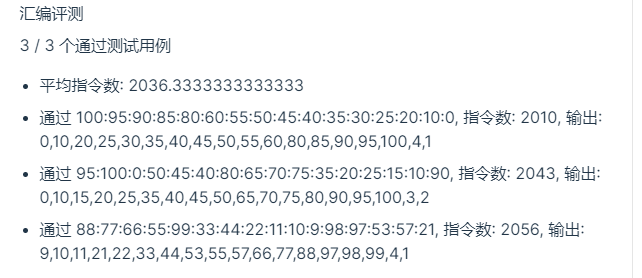 汇编评测
3 / 3 个通过测试用例
平均指令数: 2036.3333333333333
通过 100:95:90:85:80:60:55:50:45:40:35:30:25:20:10:0, 指令数: 2010, 输出:
0,10,20,25,30,35,40,45,50,55,60,80,85,90,95,100,4,1
通过 95:100:0:50:45:40:80:65:70:75:35:20:25:15:10:90, 指令数: 2043, 输出:
0,10,15,20,25,35,40,45,50,65,70,75,80,90,95,100,3,2
通过 88:77:66:55:99:33:44:22:11:10:9:98:97:53:57:21, 指令数: 2056, 输出:
9,10,11,21,22,33,44,53,55,57,66,77,88,97,98,99,4,1